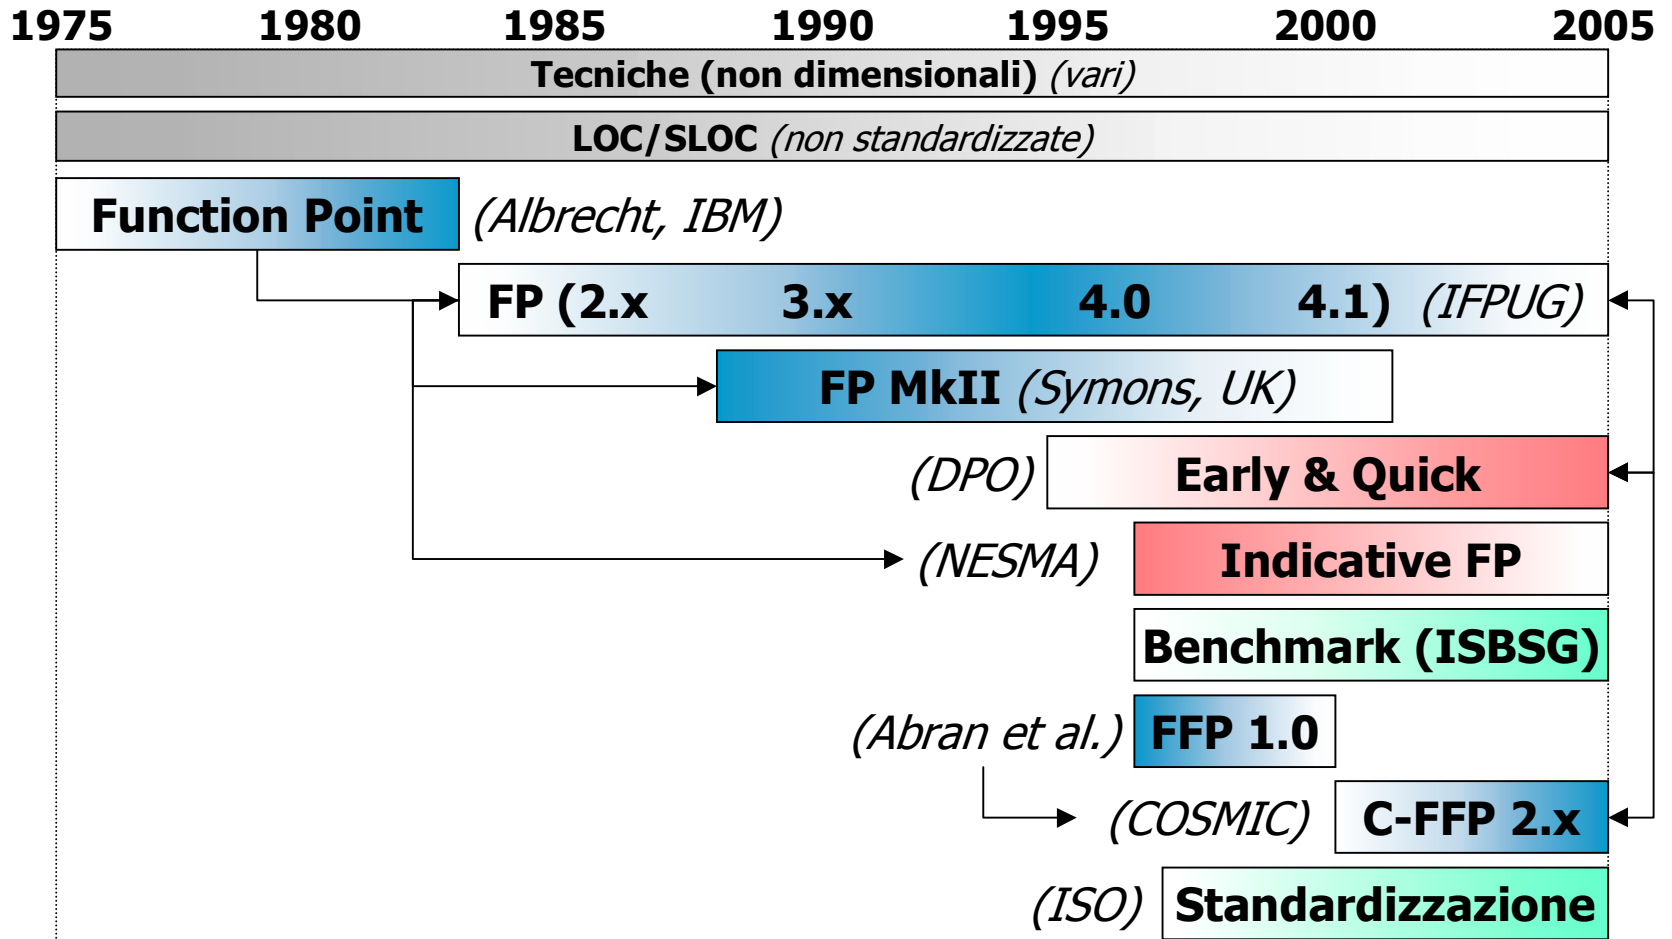 1975 1980 1985 1990 1995 2000 2005
Tecniche (non dimensionali) (vari)
LOC/SLOC (non standardizzate)
Function Point (Albrecht, IBM)
FP (2.x 3.x 4.0 4.1) (IFPUG)
FP MkII (Symons, UK)
(DPO) Early & Quick
(NESMA) Indicative FP
Benchmark (ISBSG)
(Abran et al.) FFP 1.0
(COSMIC) C-FFP 2.x
(ISO) Standardizzazione